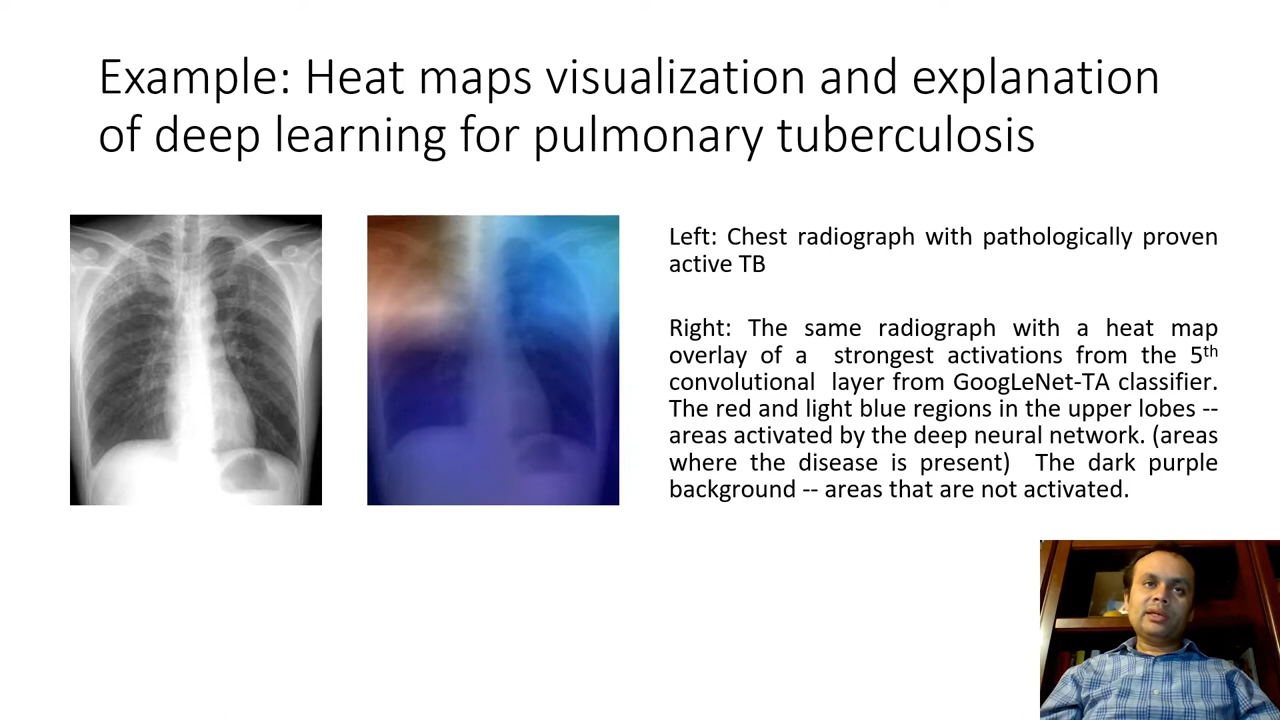 Example: Heat maps visualization and explanation
of deep learning for pulmonary tuberculosis
Left: Chest radiograph with pathologically proven
active TB
Right: The same radiograph with a heat map
overlay of a strongest activations from the 5th
convolutional layer from GoogLeNet-TA classifier.
The red and light blue regions in the upper lobes --
areas activated by the deep neural network. (areas
where the disease is present) The dark purple
background -- areas that are not activated.